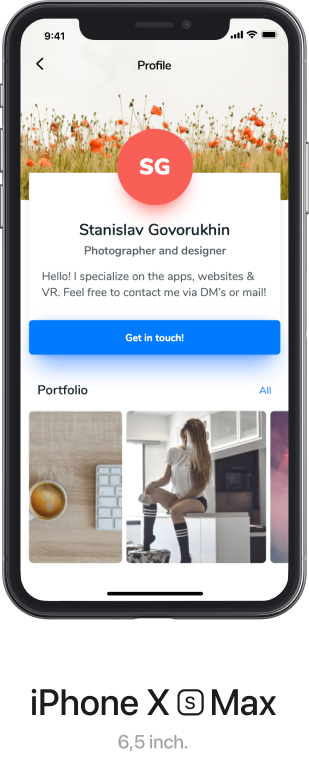 9:41
Profile
SG
Stanislav Govorukhin
Photographer and designer
Hello! I specialize on the apps, websites &
VR. Feel free to contact me via DM's or mail!
Get in touch!
Portfolio
All
iPhone X S Max
6,5 inch.